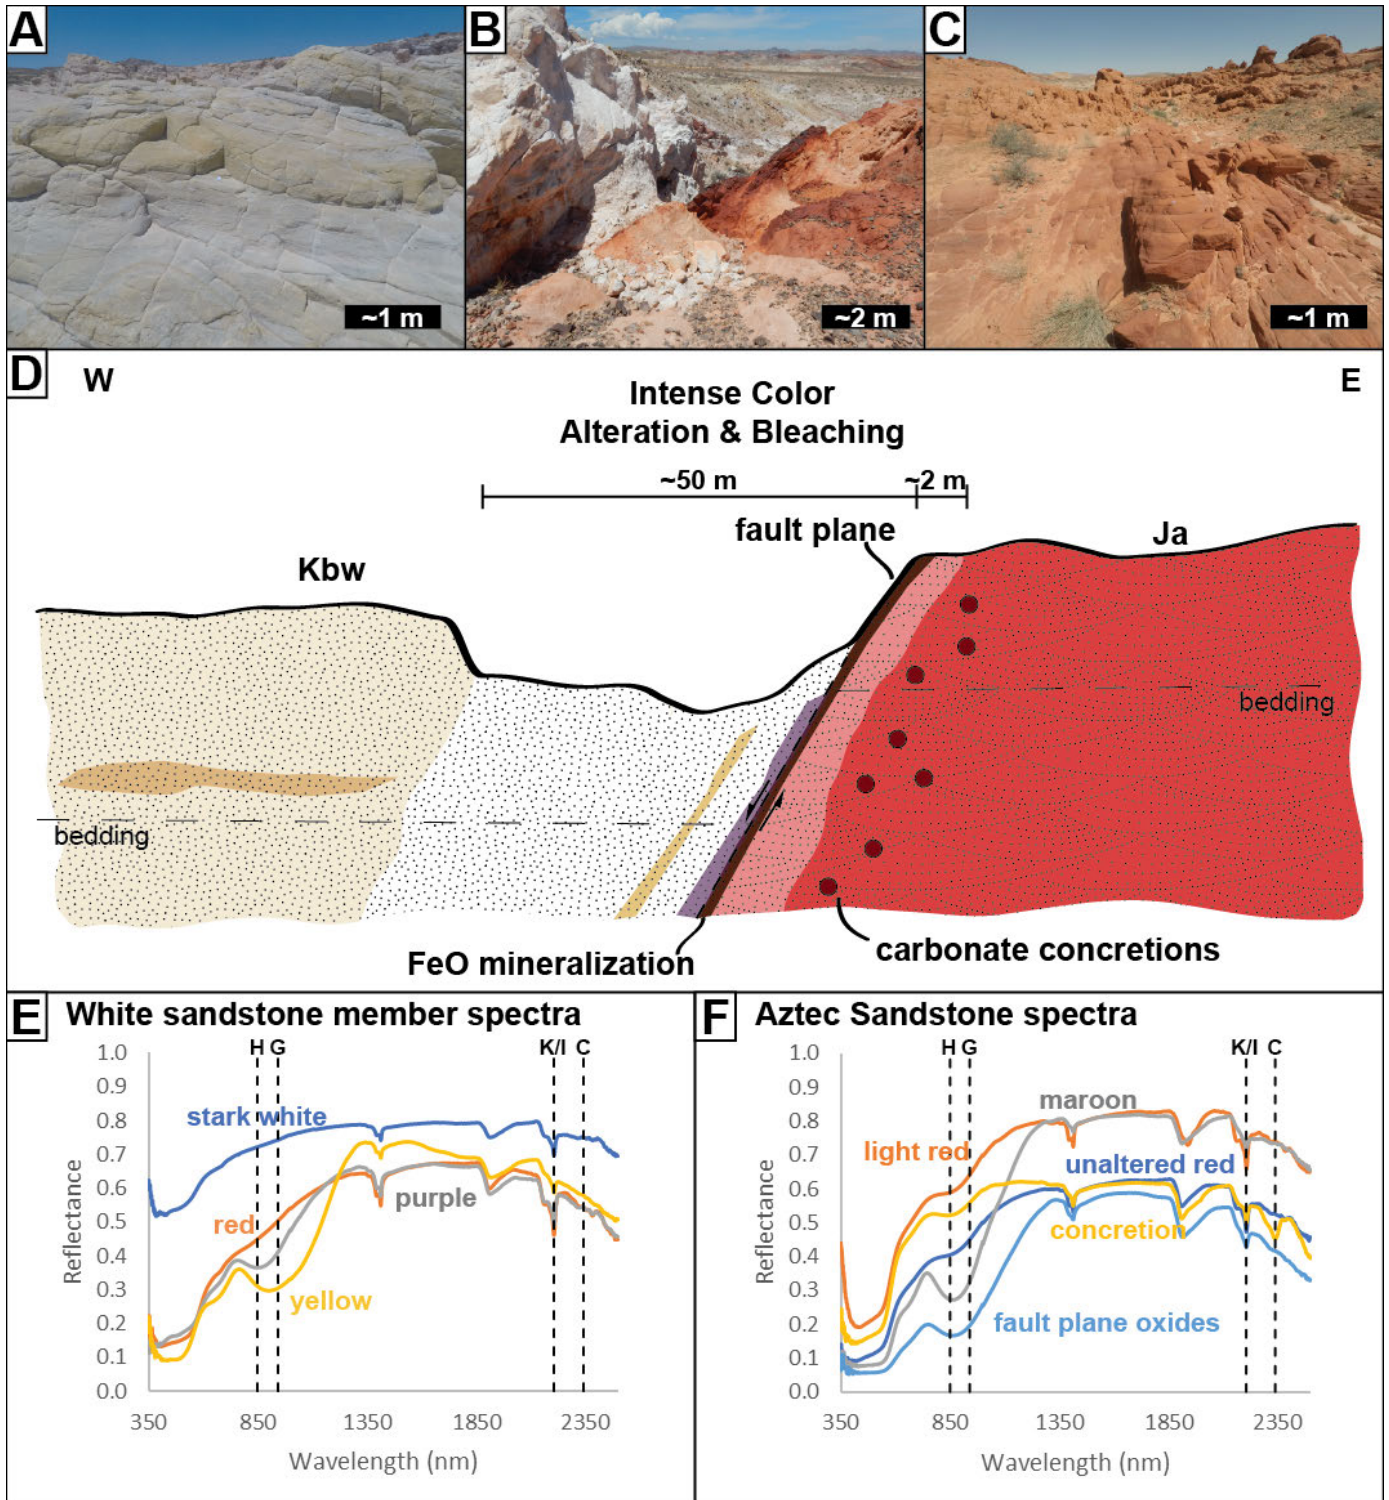 A
B
C
~1 m
~2 m
~1 m
D
W
E
Intense Color
Alteration & Bleaching
~50 m
~2 m
fault plane
Ja
Kbw
bedding
bedding
FeO mineralization
carbonate concretions
E
White sandstone member spectra
H G K/I C
1.0
0.9
0.8
0.7
0.6
0.5
0.4
0.3
0.2
0.1
0.0
Reflectance
stark white
red
purple
yellow
350 850 1350 1850 2350
Wavelength (nm)
F
Aztec Sandstone spectra
H G K/I C
1.0
0.9
0.8
0.7
0.6
0.5
0.4
0.3
0.2
0.1
0.0
Reflectance
maroon
light red
unaltered red
concretion
fault plane oxides
350 850 1350 1850 2350
Wavelength (nm)